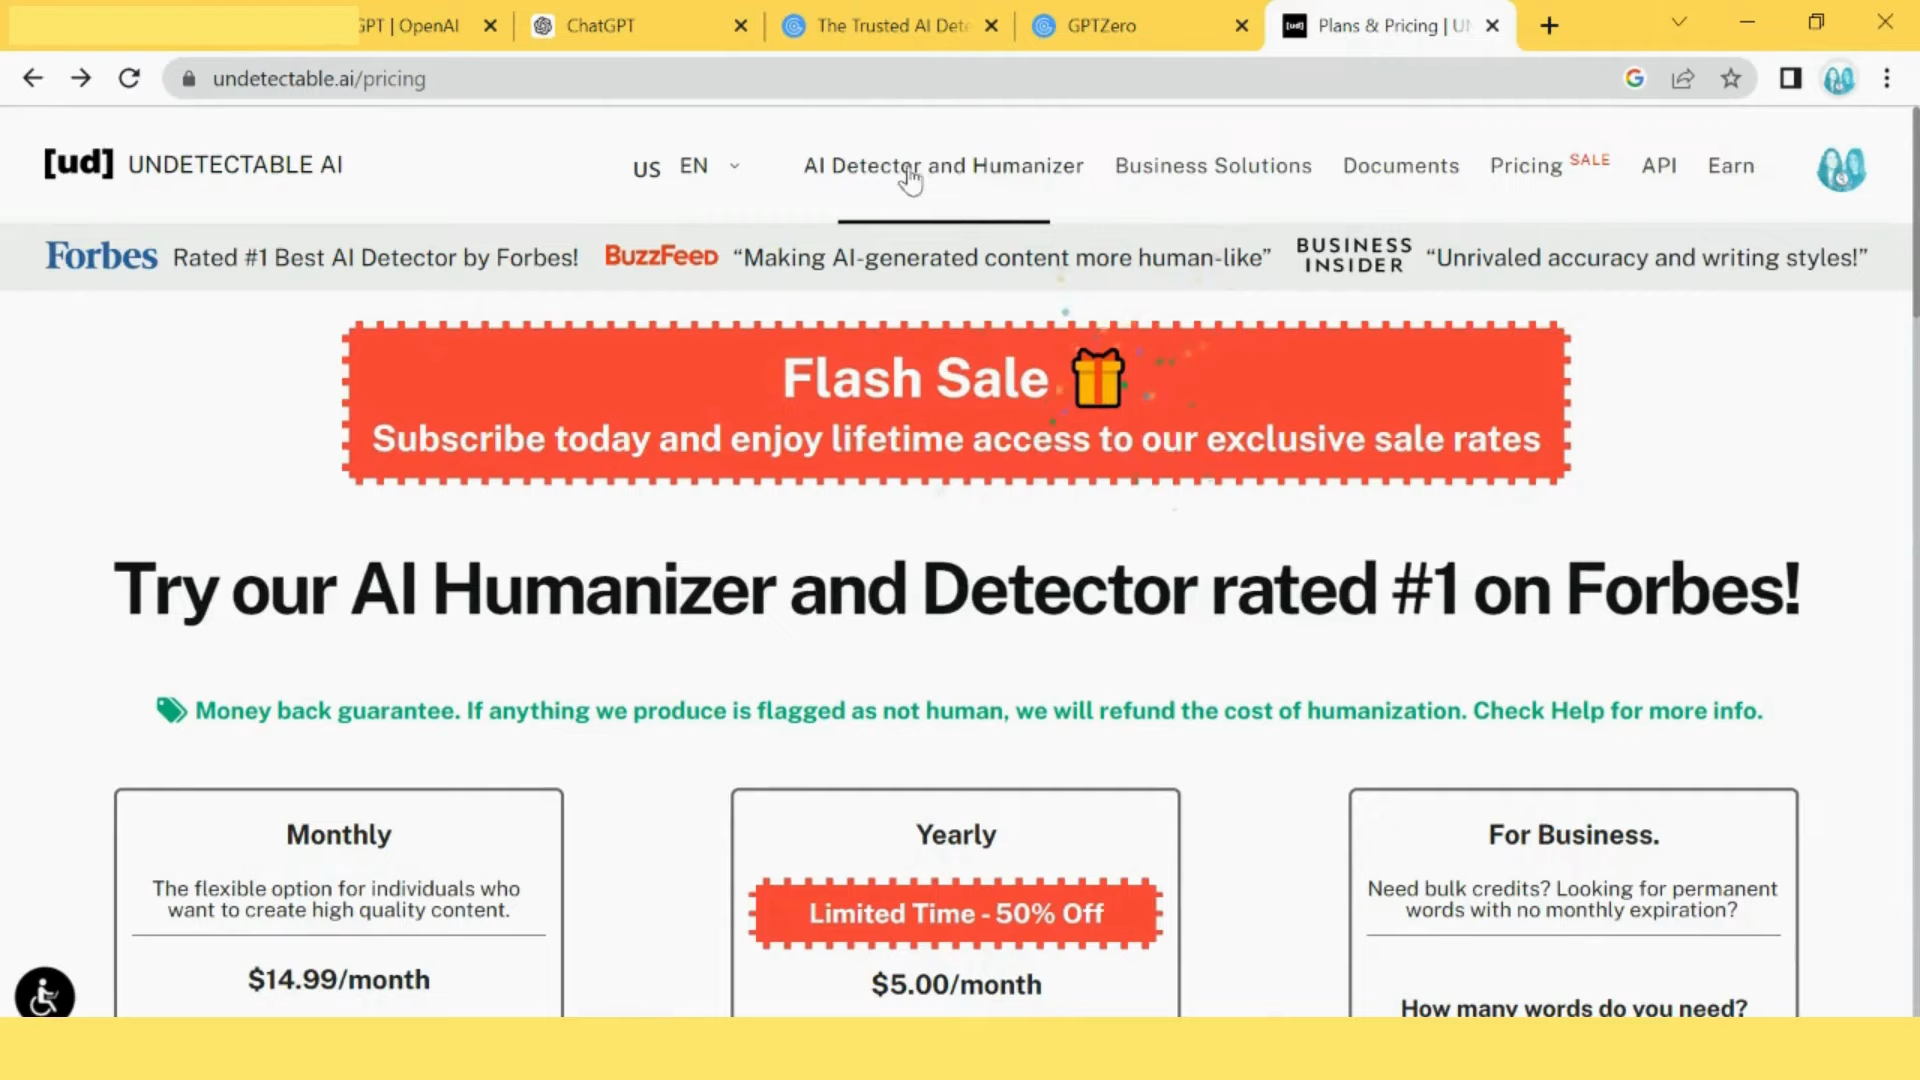 GPT | OpenAI
ChatGPT
The Trusted AI Dete
GPTZero
Plans & Pricing | UN
undetectable.ai/pricing
[ud] UNDETECTABLE AI
US EN
AI Detector and Humanizer
Business Solutions
Documents
Pricing SALE
API
Earn
Forbes Rated #1 Best AI Detector by Forbes!
BuzzFeed “Making AI-generated content more human-like”
BUSINESS
INSIDER “Unrivaled accuracy and writing styles!”
Flash Sale
Subscribe today and enjoy lifetime access to our exclusive sale rates
Try our AI Humanizer and Detector rated #1 on Forbes!
Money back guarantee. If anything we produce is flagged as not human, we will refund the cost of humanization. Check Help for more info.
Monthly
The flexible option for individuals who
want to create high quality content.
$14.99/month
Yearly
Limited Time - 50% Off
$5.00/month
For Business.
Need bulk credits? Looking for permanent
words with no monthly expiration?
How many words do you need?